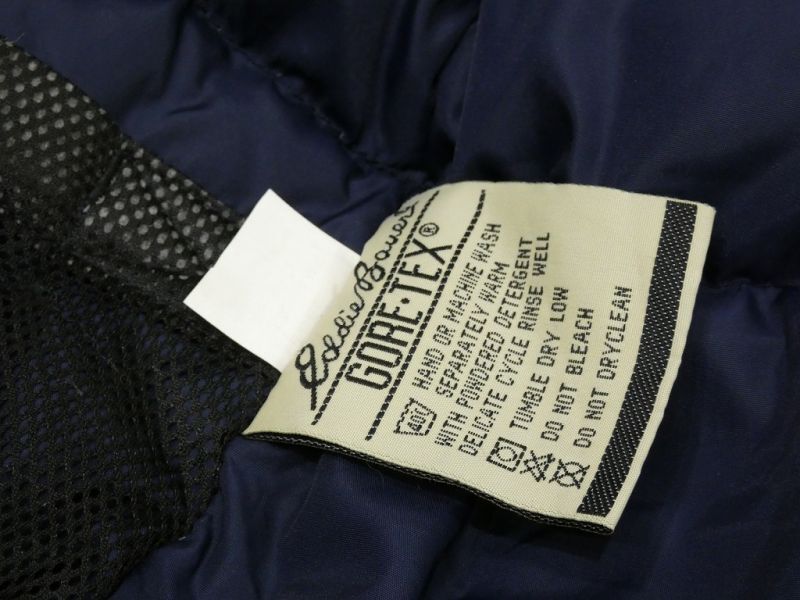 Eddie Bauer
GORE-TEX®
40°
HAND OR MACHINE WASH
SEPARATELY WARM
WITH POWDERED DETERGENT
DELICATE CYCLE RINSE WELL
TUMBLE DRY LOW
DO NOT BLEACH
DO NOT DRYCLEAN